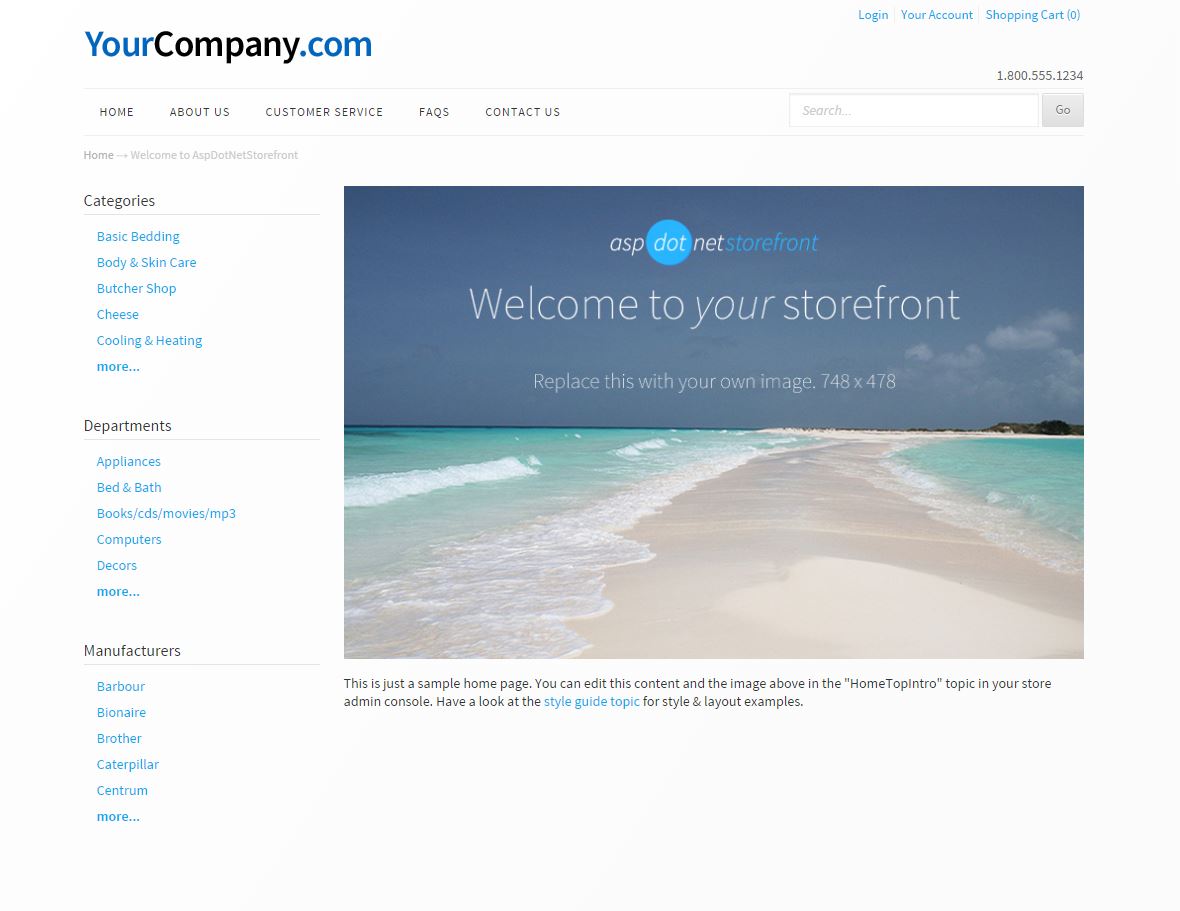 Login Your Account Shopping Cart (0)
YourCompany.com
1.800.555.1234
HOME ABOUT US CUSTOMER SERVICE FAQS CONTACT US Search... Go
Home → Welcome to AspDotNetStorefront
Categories
Basic Bedding
Body & Skin Care
Butcher Shop
Cheese
Cooling & Heating
more...
Departments
Appliances
Bed & Bath
Books/cds/movies/mp3
Computers
Decors
more...
Manufacturers
Barbour
Bionaire
Brother
Caterpillar
Centrum
more...
asp dot net storefront
Welcome to your storefront
Replace this with your own image. 748 x 478
This is just a sample home page. You can edit this content and the image above in the "HomeTopIntro" topic in your store
admin console. Have a look at the style guide topic for style & layout examples.